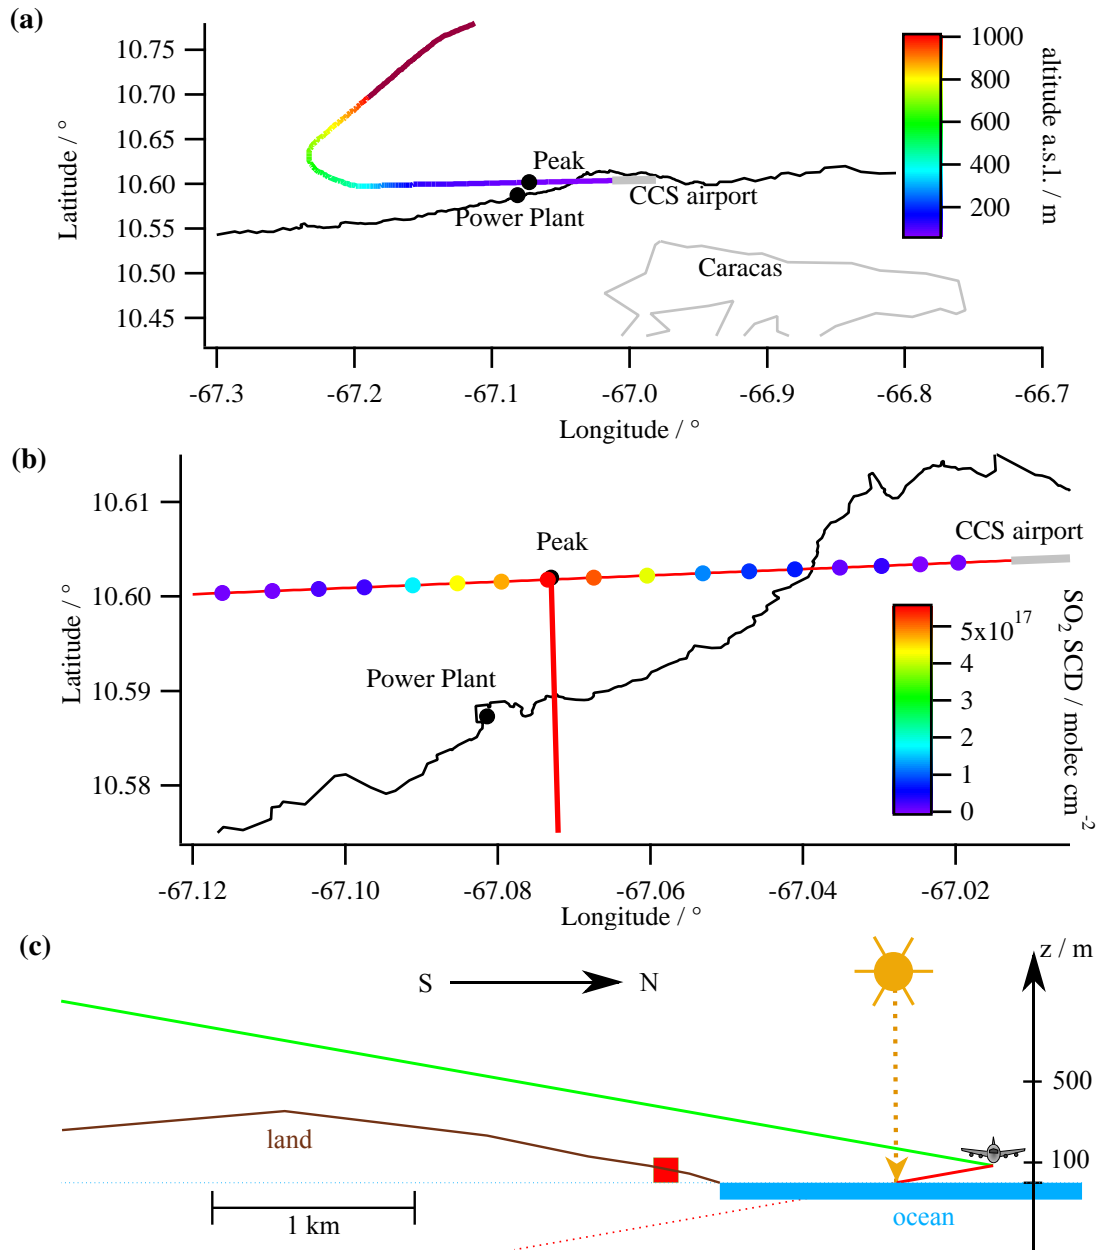 (a)
10.75
10.70
10.65
10.60
10.55
10.50
10.45
Latitude / °
Peak
Power Plant
CCS airport
Caracas
1000
800
600
400
200
altitude a.s.l. / m
-67.3 -67.2 -67.1 -67.0 -66.9 -66.8 -66.7
Longitude / °
(b)
10.61
10.60
10.59
10.58
Latitude / °
Peak
CCS airport
Power Plant
5x10¹⁷
4
3
2
1
0
SO₂ SCD / molec cm⁻²
-67.12 -67.10 -67.08 -67.06 -67.04 -67.02
Longitude / °
(c)
S N
z / m
500
100
land
1 km
ocean